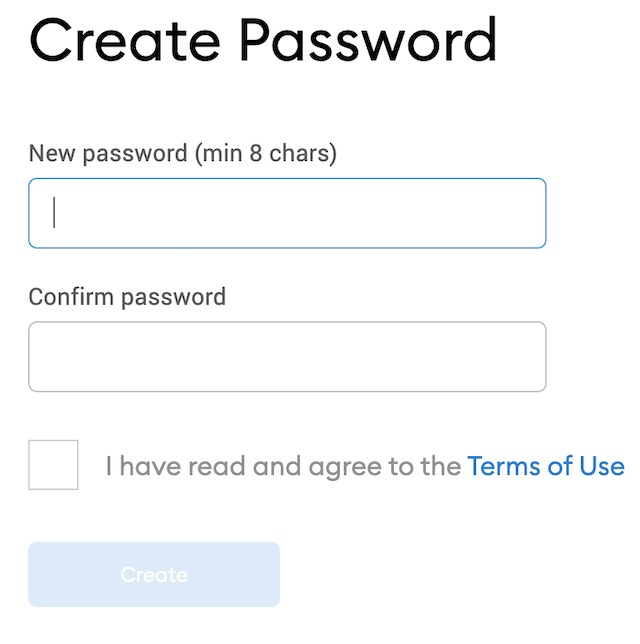 Create Password
New password (min 8 chars)
Confirm password
I have read and agree to the Terms of Use
Create